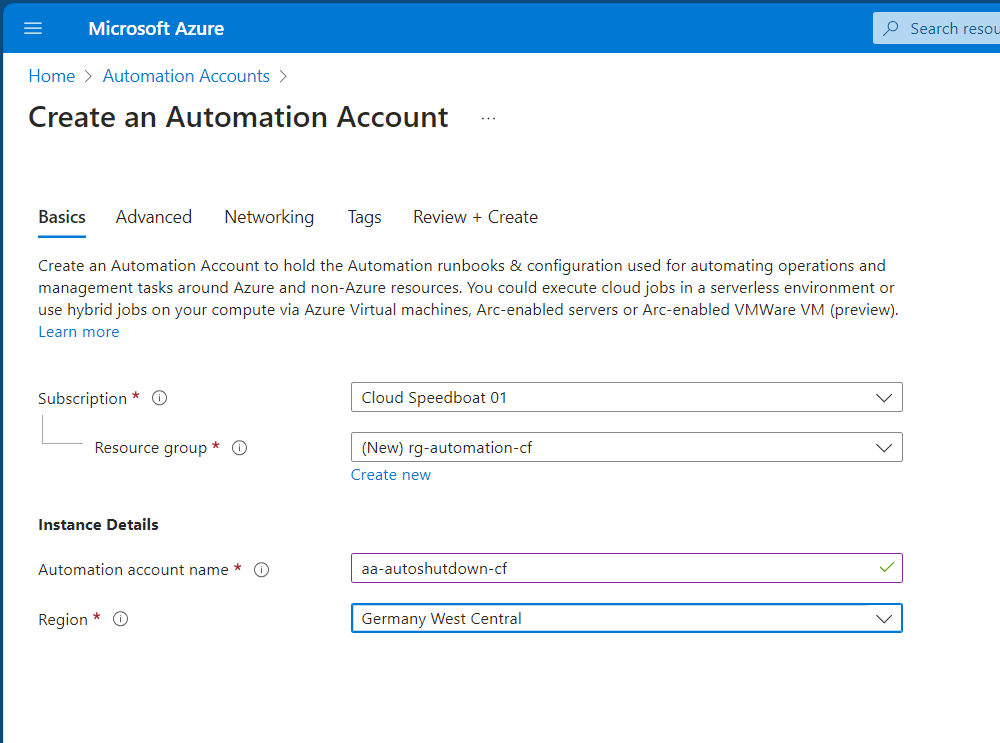 Microsoft Azure
Search resou
Home > Automation Accounts >
Create an Automation Account ...
Basics Advanced Networking Tags Review + Create
Create an Automation Account to hold the Automation runbooks & configuration used for automating operations and
management tasks around Azure and non-Azure resources. You could execute cloud jobs in a serverless environment or
use hybrid jobs on your compute via Azure Virtual machines, Arc-enabled servers or Arc-enabled VMWare VM (preview).
Learn more
Subscription * Cloud Speedboat 01
Resource group * (New) rg-automation-cf
Create new
Instance Details
Automation account name * aa-autoshutdown-cf
Region * Germany West Central